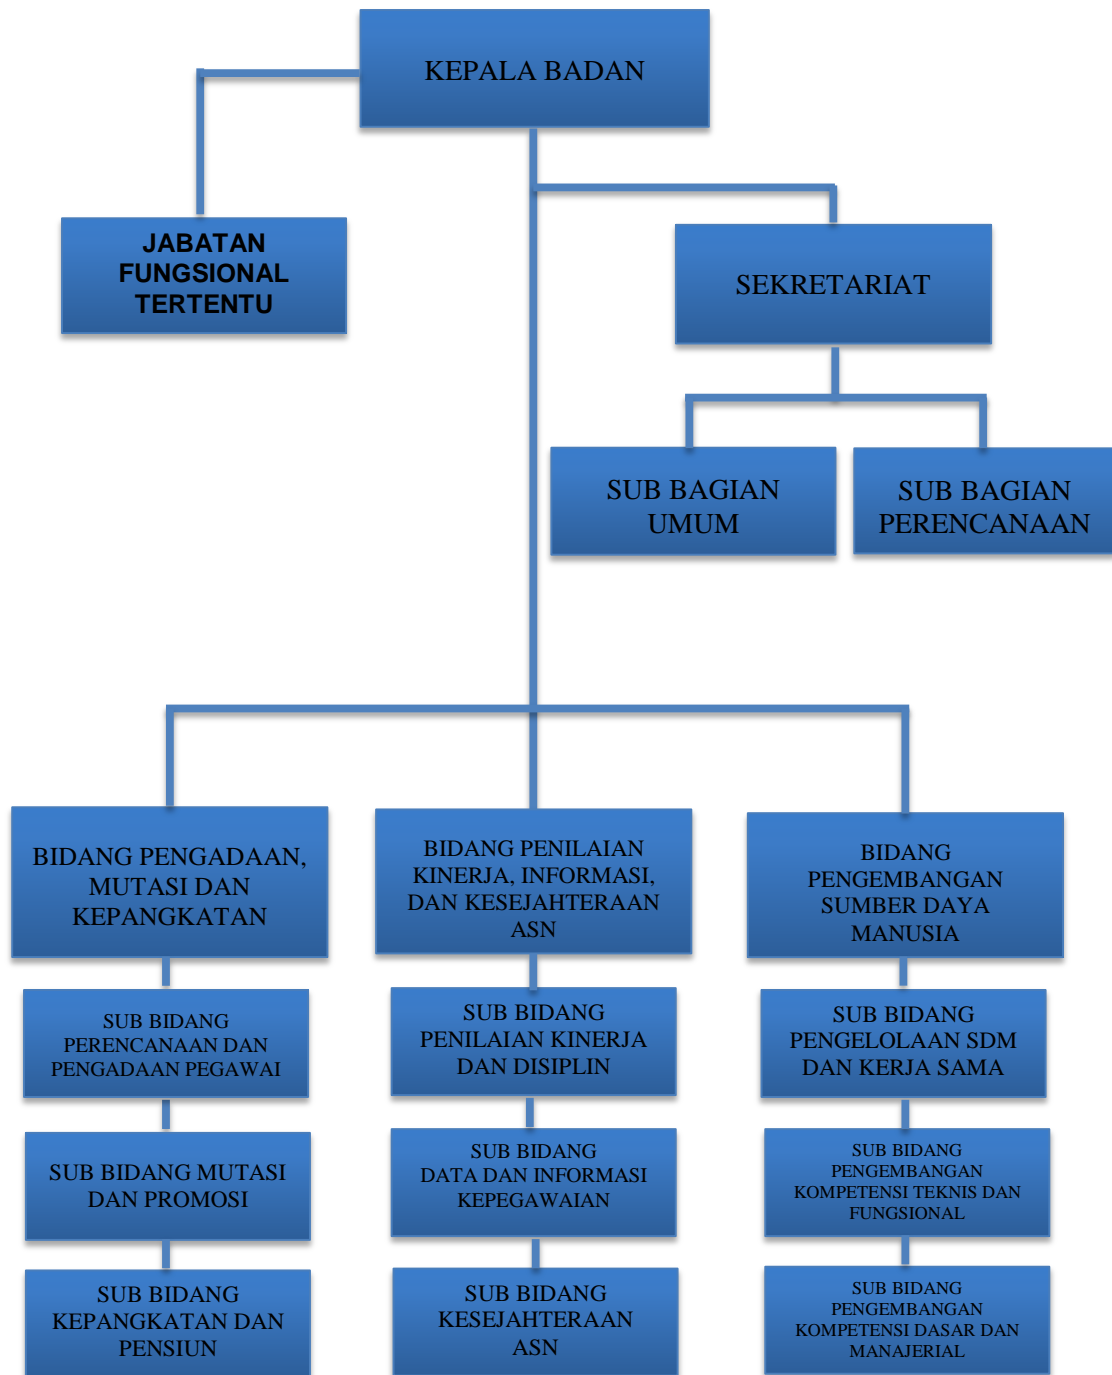 KEPALA BADAN
JABATAN
FUNGSIONAL
TERTENTU
SEKRETARIAT
SUB BAGIAN
UMUM
SUB BAGIAN
PERENCANAAN
BIDANG PENGADAAN,
MUTASI DAN
KEPANGKATAN
BIDANG PENILAIAN
KINERJA, INFORMASI,
DAN KESEJAHTERAAN
ASN
BIDANG
PENGEMBANGAN
SUMBER DAYA
MANUSIA
SUB BIDANG
PERENCANAAN DAN
PENGADAAN PEGAWAI
SUB BIDANG
PENILAIAN KINERJA
DAN DISIPLIN
SUB BIDANG
PENGELOLAAN SDM
DAN KERJA SAMA
SUB BIDANG MUTASI
DAN PROMOSI
SUB BIDANG
DATA DAN INFORMASI
KEPEGAWAIAN
SUB BIDANG
PENGEMBANGAN
KOMPETENSI TEKNIS DAN
FUNGSIONAL
SUB BIDANG
KEPANGKATAN DAN
PENSIUN
SUB BIDANG
KESEJAHTERAAN
ASN
SUB BIDANG
PENGEMBANGAN
KOMPETENSI DASAR DAN
MANAJERIAL